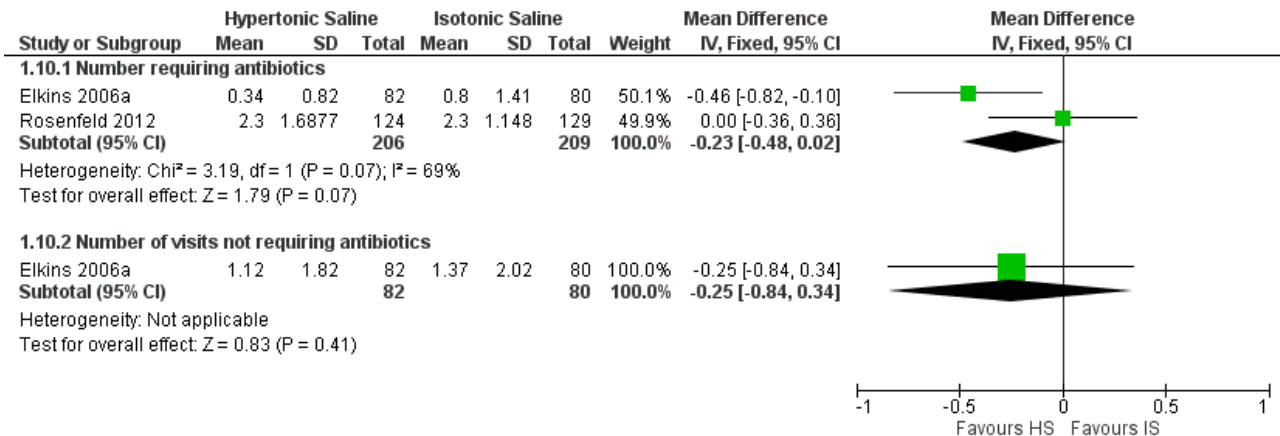 Hypertonic Saline Isotonic Saline Mean Difference Mean Difference
Study or Subgroup Mean SD Total Mean SD Total Weight IV, Fixed, 95% CI IV, Fixed, 95% CI
1.10.1 Number requiring antibiotics
Elkins 2006a 0.34 0.82 82 0.8 1.41 80 50.1% -0.46 [-0.82, -0.10]
Rosenfeld 2012 2.3 1.6877 124 2.3 1.148 129 49.9% 0.00 [-0.36, 0.36]
Subtotal (95% CI) 206 209 100.0% -0.23 [-0.48, 0.02]
Heterogeneity: Chi² = 3.19, df = 1 (P = 0.07); I² = 69%
Test for overall effect: Z = 1.79 (P = 0.07)
1.10.2 Number of visits not requiring antibiotics
Elkins 2006a 1.12 1.82 82 1.37 2.02 80 100.0% -0.25 [-0.84, 0.34]
Subtotal (95% CI) 82 80 100.0% -0.25 [-0.84, 0.34]
Heterogeneity: Not applicable
Test for overall effect: Z = 0.83 (P = 0.41)
-1 -0.5 0 0.5 1
Favours HS Favours IS